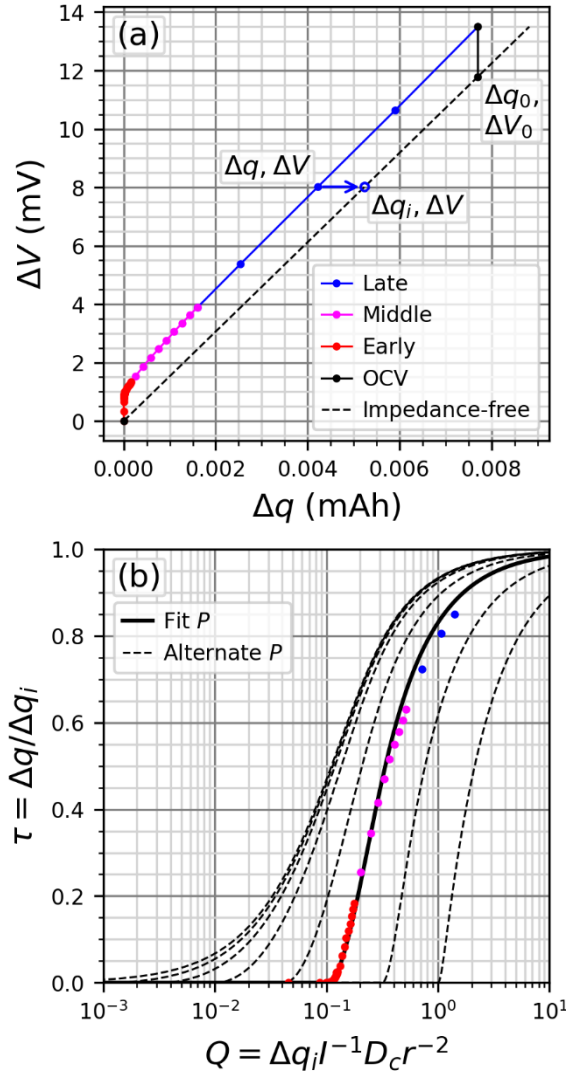 (a)
14
12
10
8
6
4
2
0
ΔV (mV)
Δq₀,
ΔV₀
Δq, ΔV
Δqᵢ, ΔV
Late
Middle
Early
OCV
Impedance-free
0.000 0.002 0.004 0.006 0.008
Δq (mAh)
(b)
1.0
0.8
0.6
0.4
0.2
0.0
τ = Δq/Δqᵢ
Fit P
Alternate P
10⁻³ 10⁻² 10⁻¹ 10⁰ 10¹
Q = ΔqᵢI⁻¹D_cr⁻²